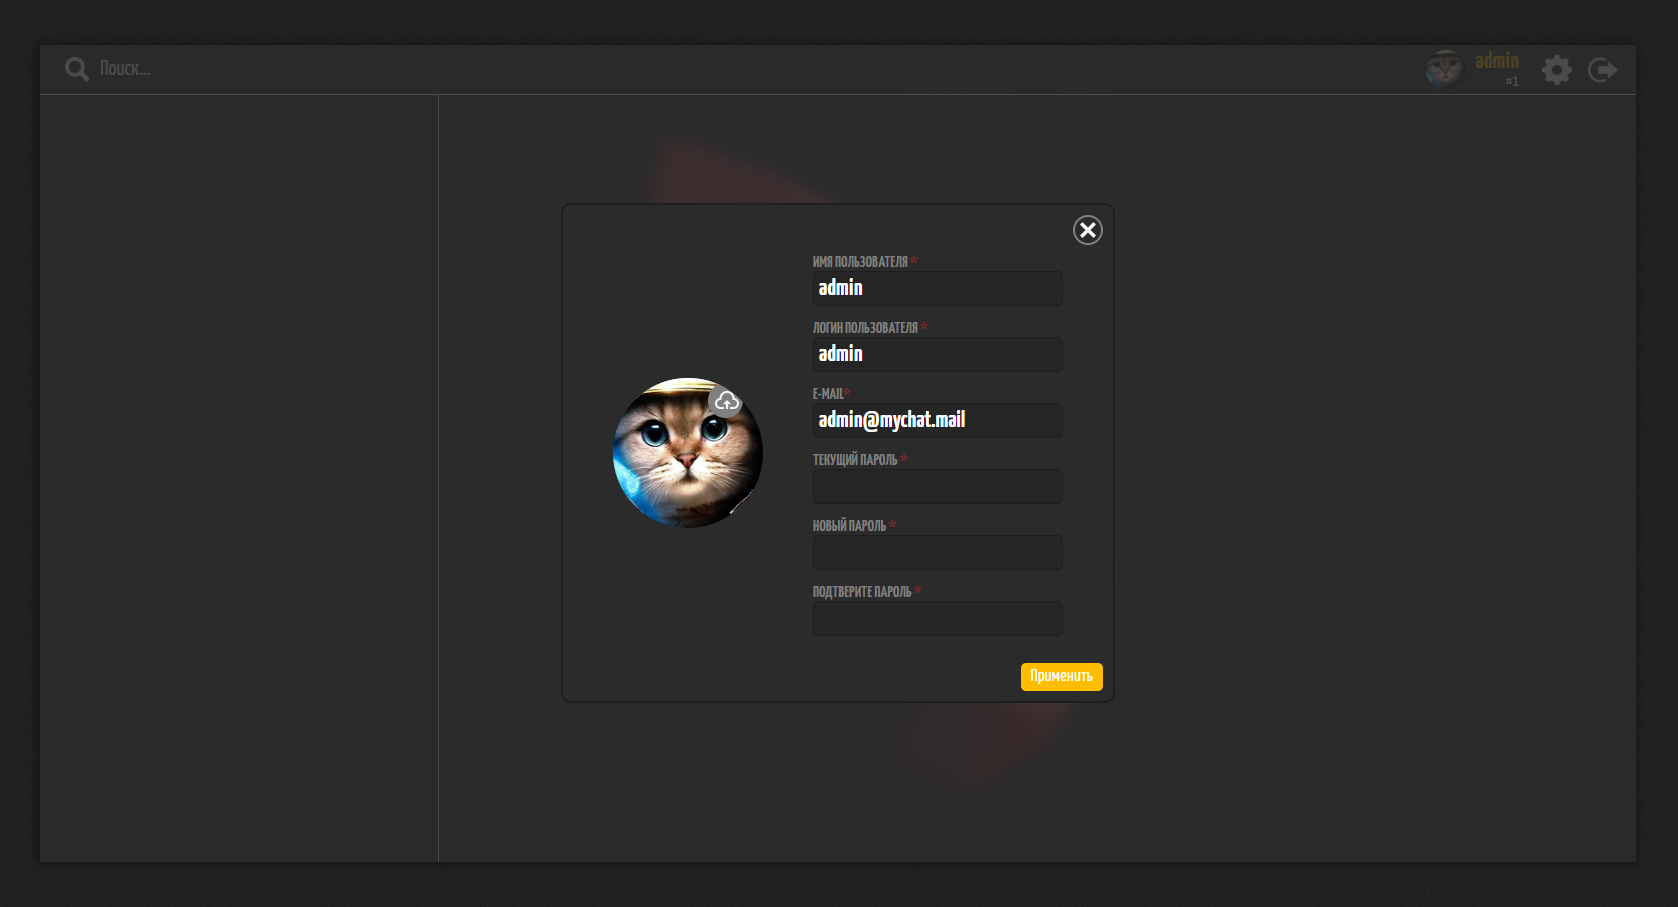 Поиск...
admin
#1
ИМЯ ПОЛЬЗОВАТЕЛЯ *
admin
ЛОГИН ПОЛЬЗОВАТЕЛЯ *
admin
E-MAIL*
admin@mychat.mail
ТЕКУЩИЙ ПАРОЛЬ *
НОВЫЙ ПАРОЛЬ *
ПОДТВЕРИТЕ ПАРОЛЬ *
Применить